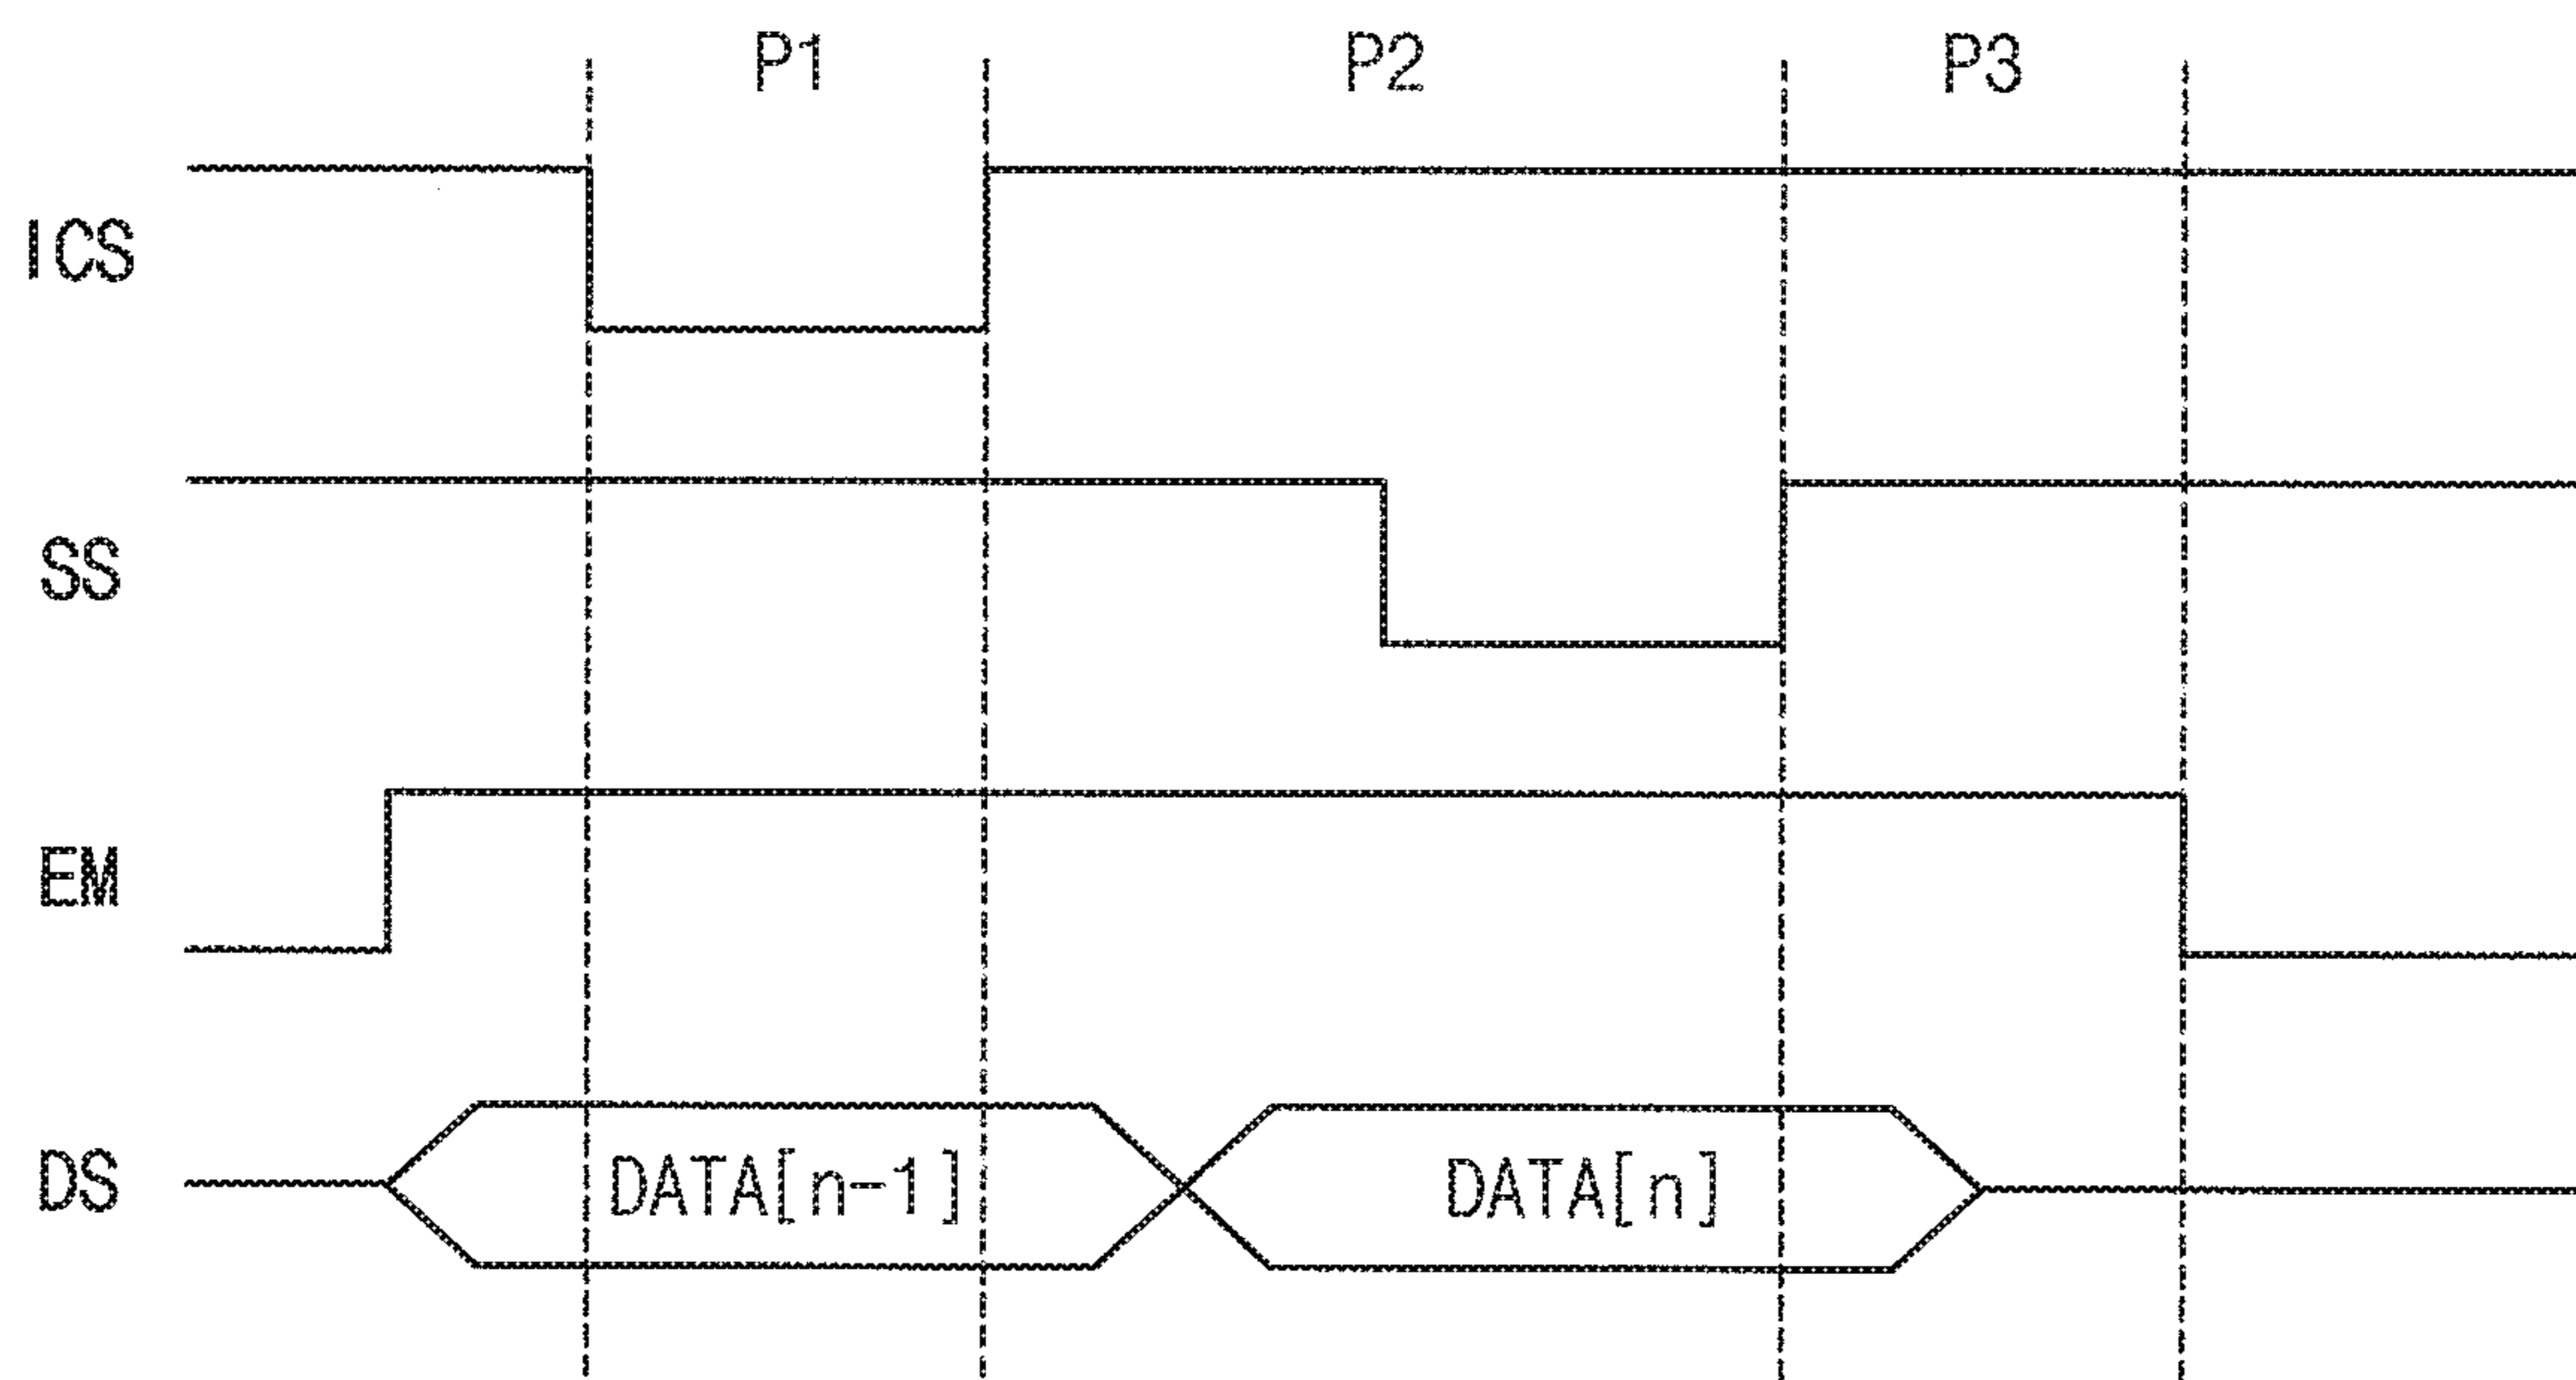 P1 P2 P3
ICS
SS
EM
DS DATA[n-1] DATA[n]